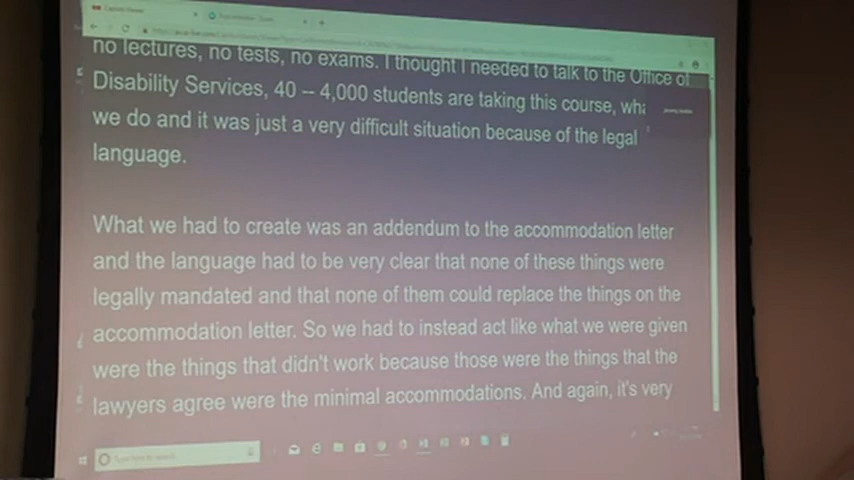 Caption Viewer
no lectures, no tests, no exams. I thought I needed to talk to the Office of
Disability Services, 40 -- 4,000 students are taking this course, wha
we do and it was just a very difficult situation because of the legal
language.
What we had to create was an addendum to the accommodation letter
and the language had to be very clear that none of these things were
legally mandated and that none of them could replace the things on the
accommodation letter. So we had to instead act like what we were given
were the things that didn't work because those were the things that the
lawyers agree were the minimal accommodations. And again, it's very
Type here to search